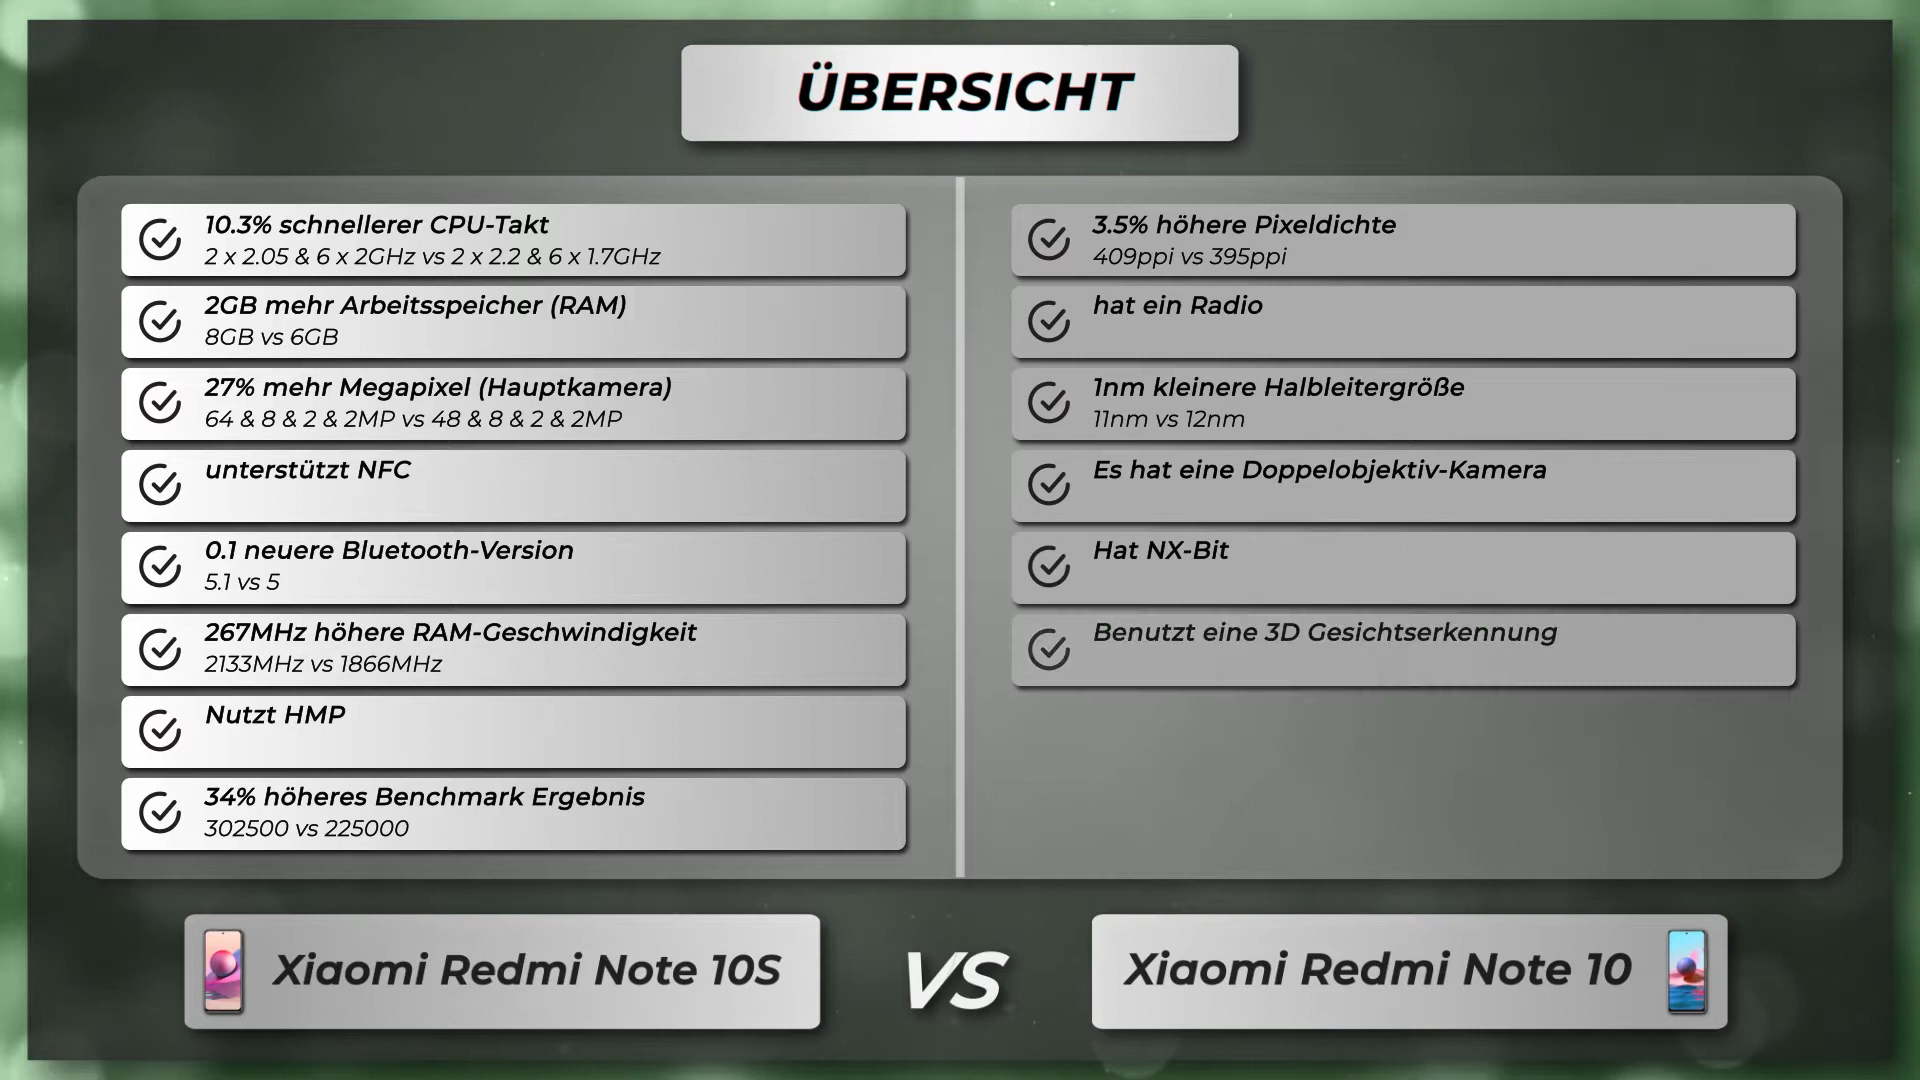 ÜBERSICHT
10.3% schnellerer CPU-Takt
2 x 2.05 & 6 x 2GHz vs 2 x 2.2 & 6 x 1.7GHz
2GB mehr Arbeitsspeicher (RAM)
8GB vs 6GB
27% mehr Megapixel (Hauptkamera)
64 & 8 & 2 & 2MP vs 48 & 8 & 2 & 2MP
unterstützt NFC
0.1 neuere Bluetooth-Version
5.1 vs 5
267MHz höhere RAM-Geschwindigkeit
2133MHz vs 1866MHz
Nutzt HMP
34% höheres Benchmark Ergebnis
302500 vs 225000
3.5% höhere Pixeldichte
409ppi vs 395ppi
hat ein Radio
1nm kleinere Halbleitergröße
11nm vs 12nm
Es hat eine Doppelobjektiv-Kamera
Hat NX-Bit
Benutzt eine 3D Gesichtserkennung
Xiaomi Redmi Note 10S
VS
Xiaomi Redmi Note 10